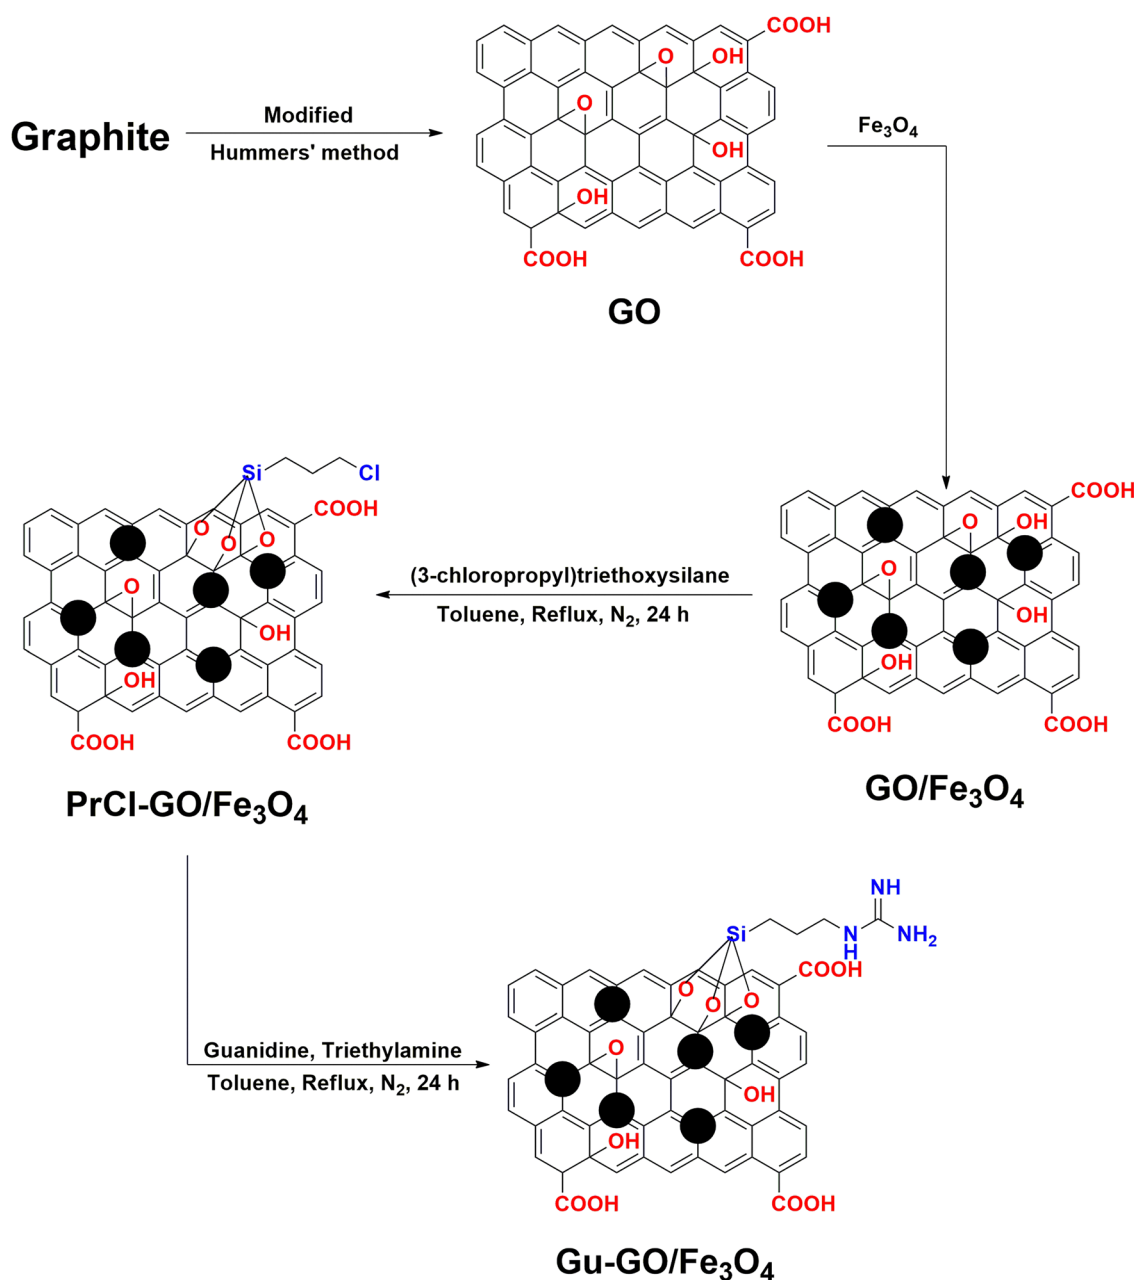 COOH
O
OH
O
Modified
Graphite
Hummers' method
Fe₃O₄
OH
OH
COOH
COOH
GO
Si
Cl
COOH
O
O
O
O
OH
OH
COOH
COOH
PrCl-GO/Fe₃O₄
(3-chloropropyl)triethoxysilane
Toluene, Reflux, N₂, 24 h
COOH
O
OH
O
OH
OH
COOH
COOH
GO/Fe₃O₄
NH
Si
N
H
NH₂
COOH
O
O
O
O
OH
OH
COOH
COOH
Guanidine, Triethylamine
Toluene, Reflux, N₂, 24 h
Gu-GO/Fe₃O₄